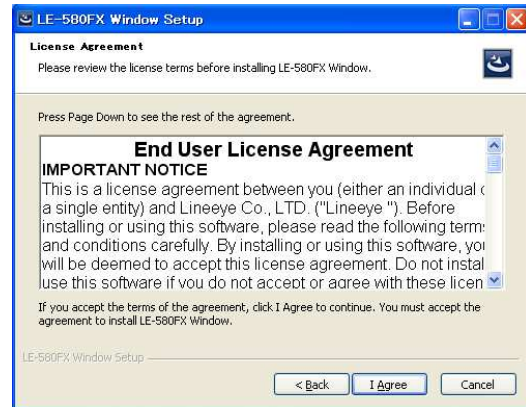 LE-580FX Window Setup
License Agreement
Please review the license terms before installing LE-580FX Window.
Press Page Down to see the rest of the agreement.
End User License Agreement
IMPORTANT NOTICE
This is a license agreement between you (either an individual
a single entity) and Lineeye Co., LTD. ("Lineeye "). Before
installing or using this software, please read the following
and conditions carefully. By installing or using this software,
will be deemed to accept this license agreement. Do not
use this software if you do not accept or agree with these
If you accept the terms of the agreement, click I Agree to continue. You must accept the
agreement to install LE-580FX Window.
LE-580FX Window Setup
< Back
I Agree
Cancel